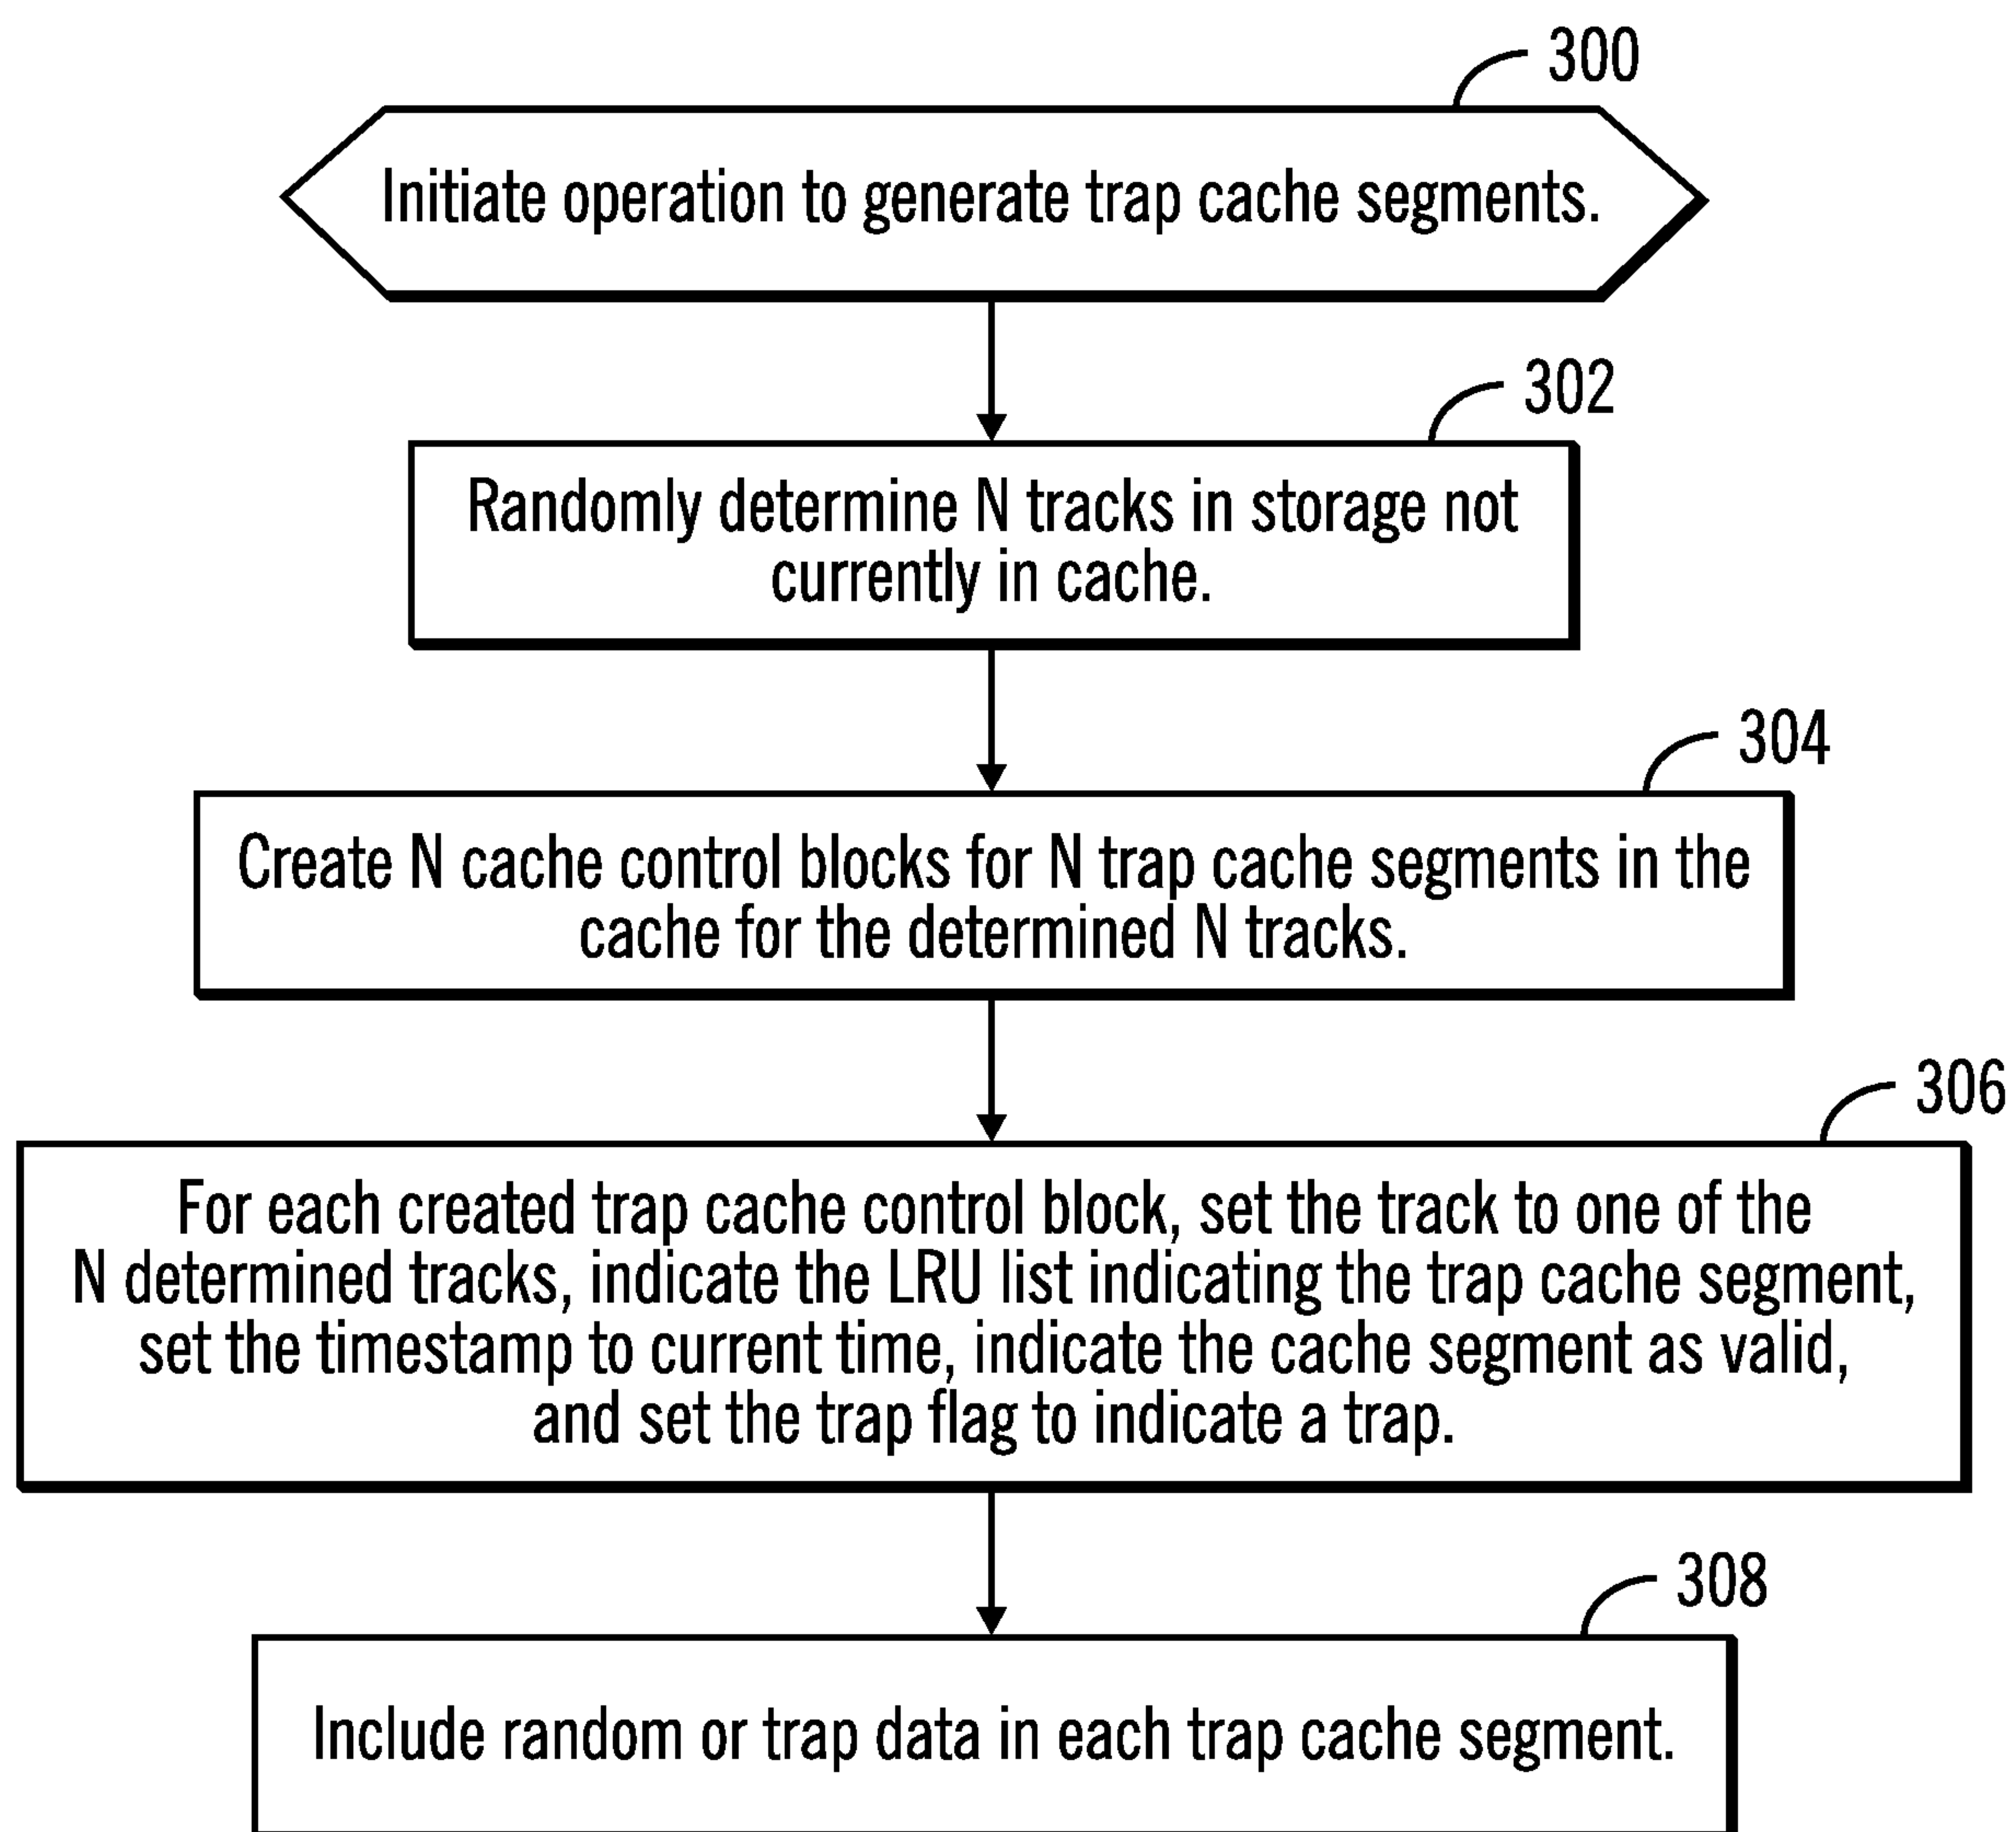 300
Initiate operation to generate trap cache segments.
302
Randomly determine N tracks in storage not
currently in cache.
304
Create N cache control blocks for N trap cache segments in the
cache for the determined N tracks.
306
For each created trap cache control block, set the track to one of the
N determined tracks, indicate the LRU list indicating the trap cache segment,
set the timestamp to current time, indicate the cache segment as valid,
and set the trap flag to indicate a trap.
308
Include random or trap data in each trap cache segment.